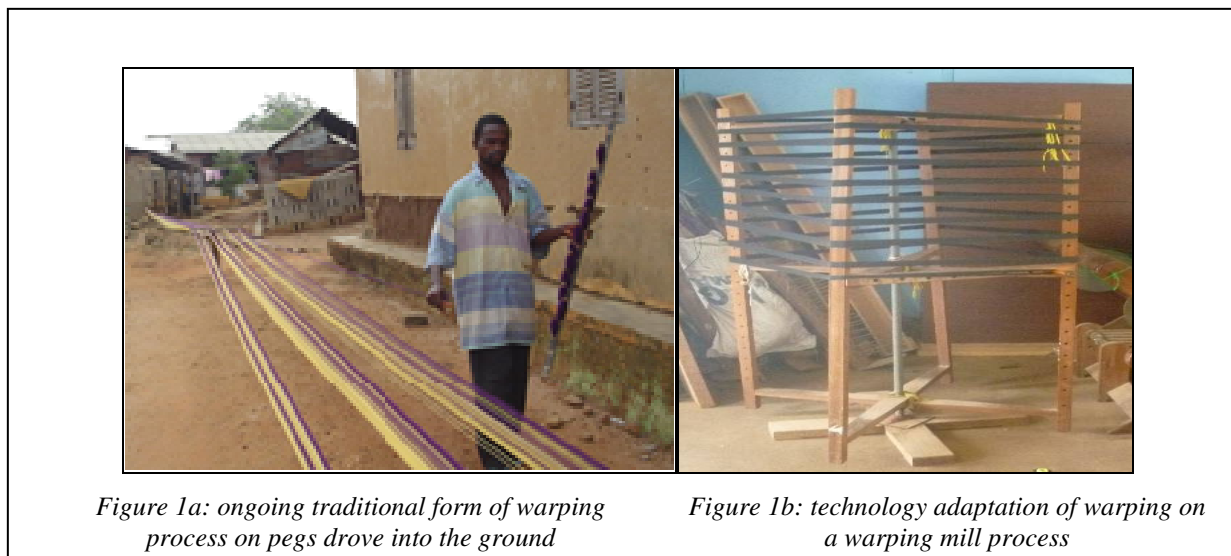 Figure 1a: ongoing traditional form of warping
process on pegs drove into the ground
Figure 1b: technology adaptation of warping on
a warping mill process